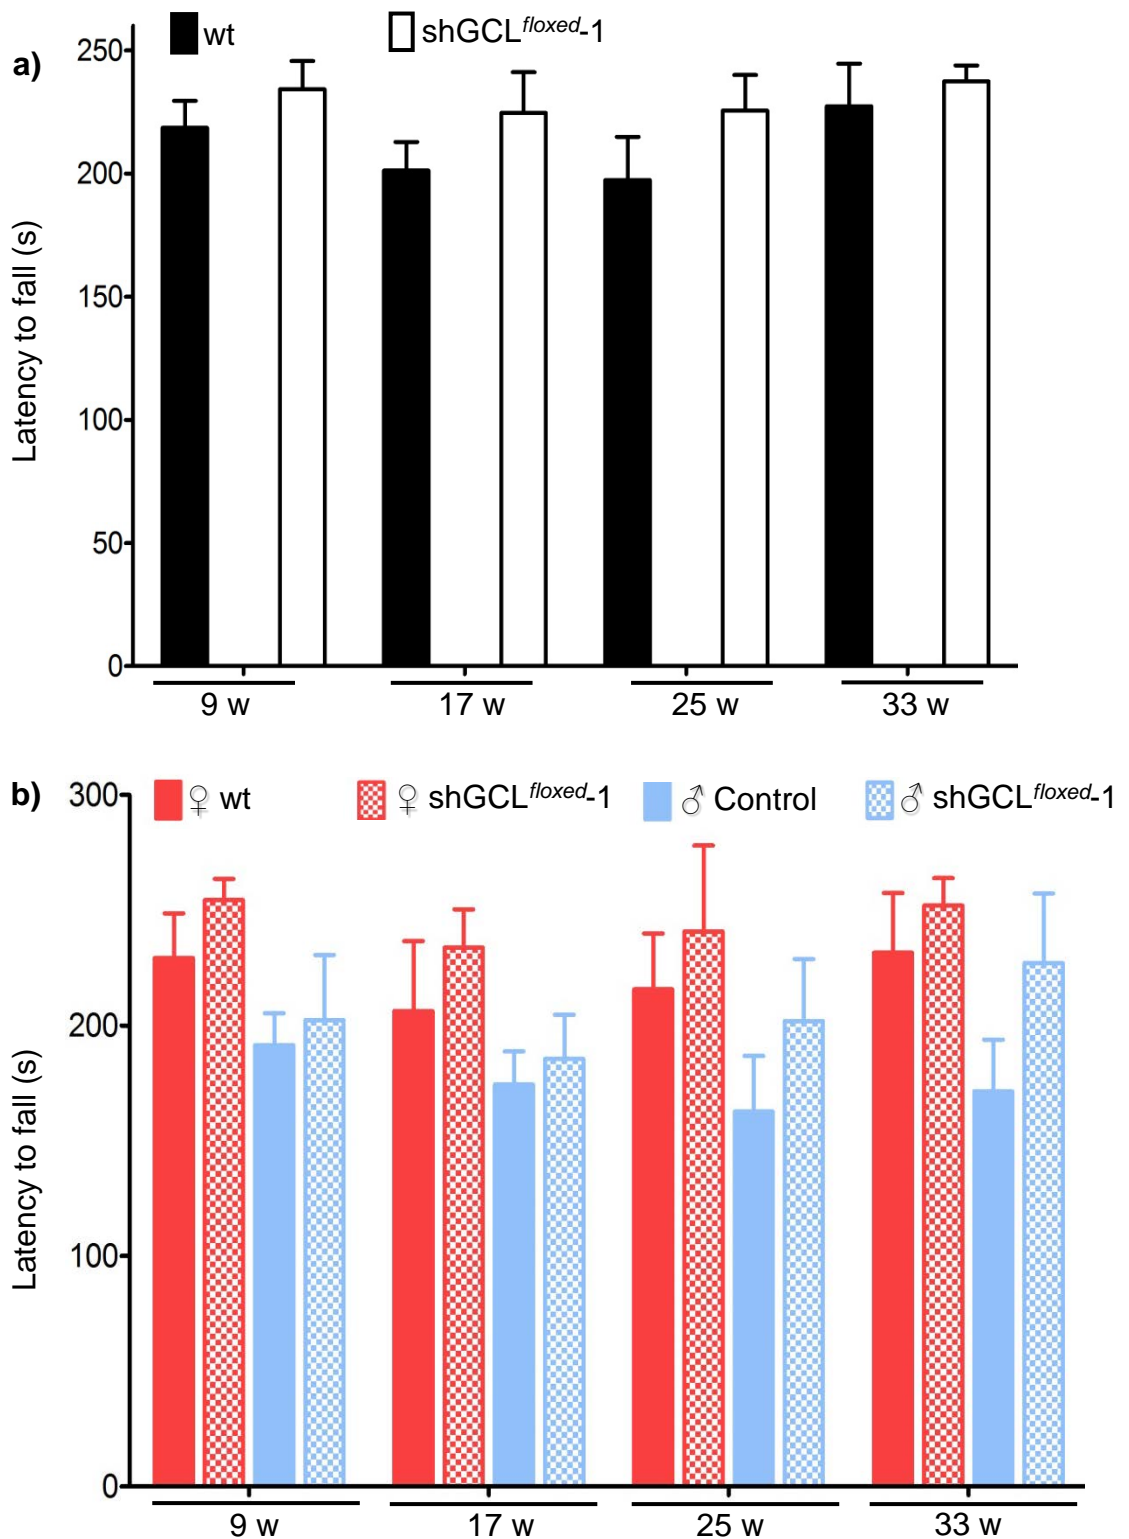 a)
wt
shGCLfloxed-1
250
200
150
100
50
0
Latency to fall (s)
9 w
17 w
25 w
33 w
b)
♀ wt
♀ shGCLfloxed-1
♂ Control
♂ shGCLfloxed-1
300
200
100
0
Latency to fall (s)
9 w
17 w
25 w
33 w